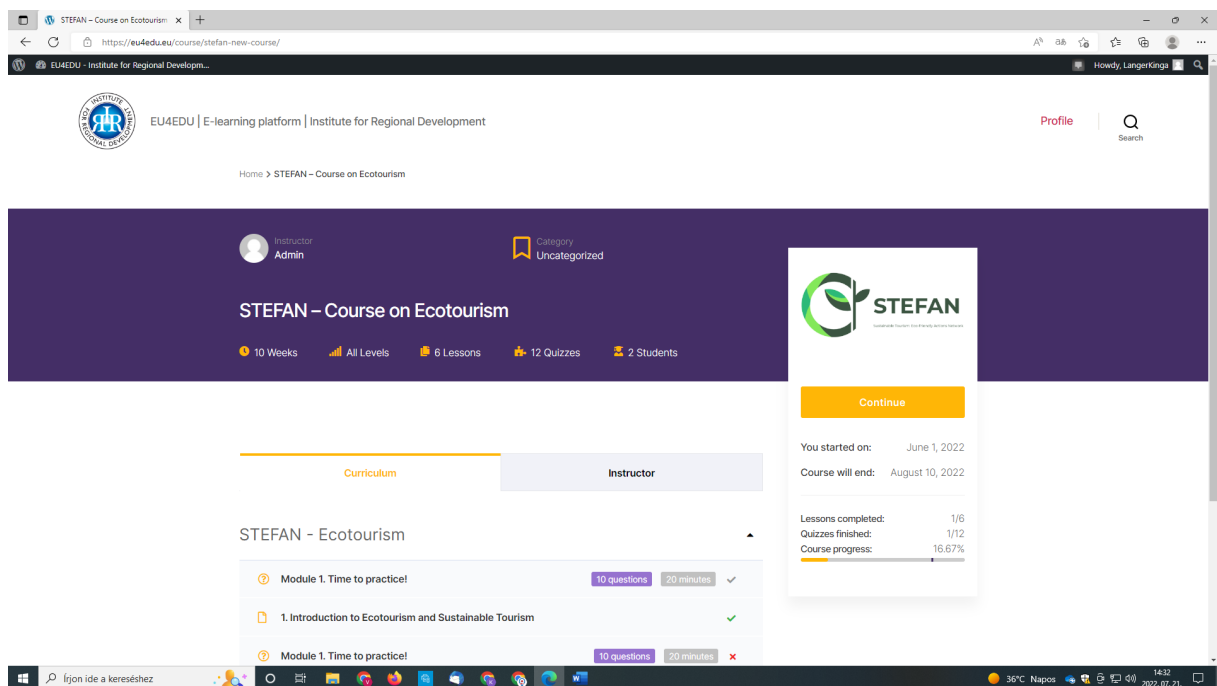 STEFAN – Course on Ecotourism
https://eu4edu.eu/course/stefan-new-course/
EU4EDU - Institute for Regional Developm...
Howdy, LangerKinga
INSTITUTE FOR REGIONAL DEVELOPMENT
IRD
EU4EDU | E-learning platform | Institute for Regional Development
Profile
Search
Home > STEFAN – Course on Ecotourism
Instructor
Admin
Category
Uncategorized
STEFAN – Course on Ecotourism
10 Weeks All Levels 6 Lessons 12 Quizzes 2 Students
STEFAN
Continue
You started on: June 1, 2022
Course will end: August 10, 2022
Lessons completed: 1/6
Quizzes finished: 1/12
Course progress: 16.67%
Curriculum
Instructor
STEFAN - Ecotourism
Module 1. Time to practice! 10 questions 20 minutes
1. Introduction to Ecotourism and Sustainable Tourism
Module 1. Time to practice! 10 questions 20 minutes
Írjon ide a kereséshez
36°C Napos
14:32
2022. 07. 21.